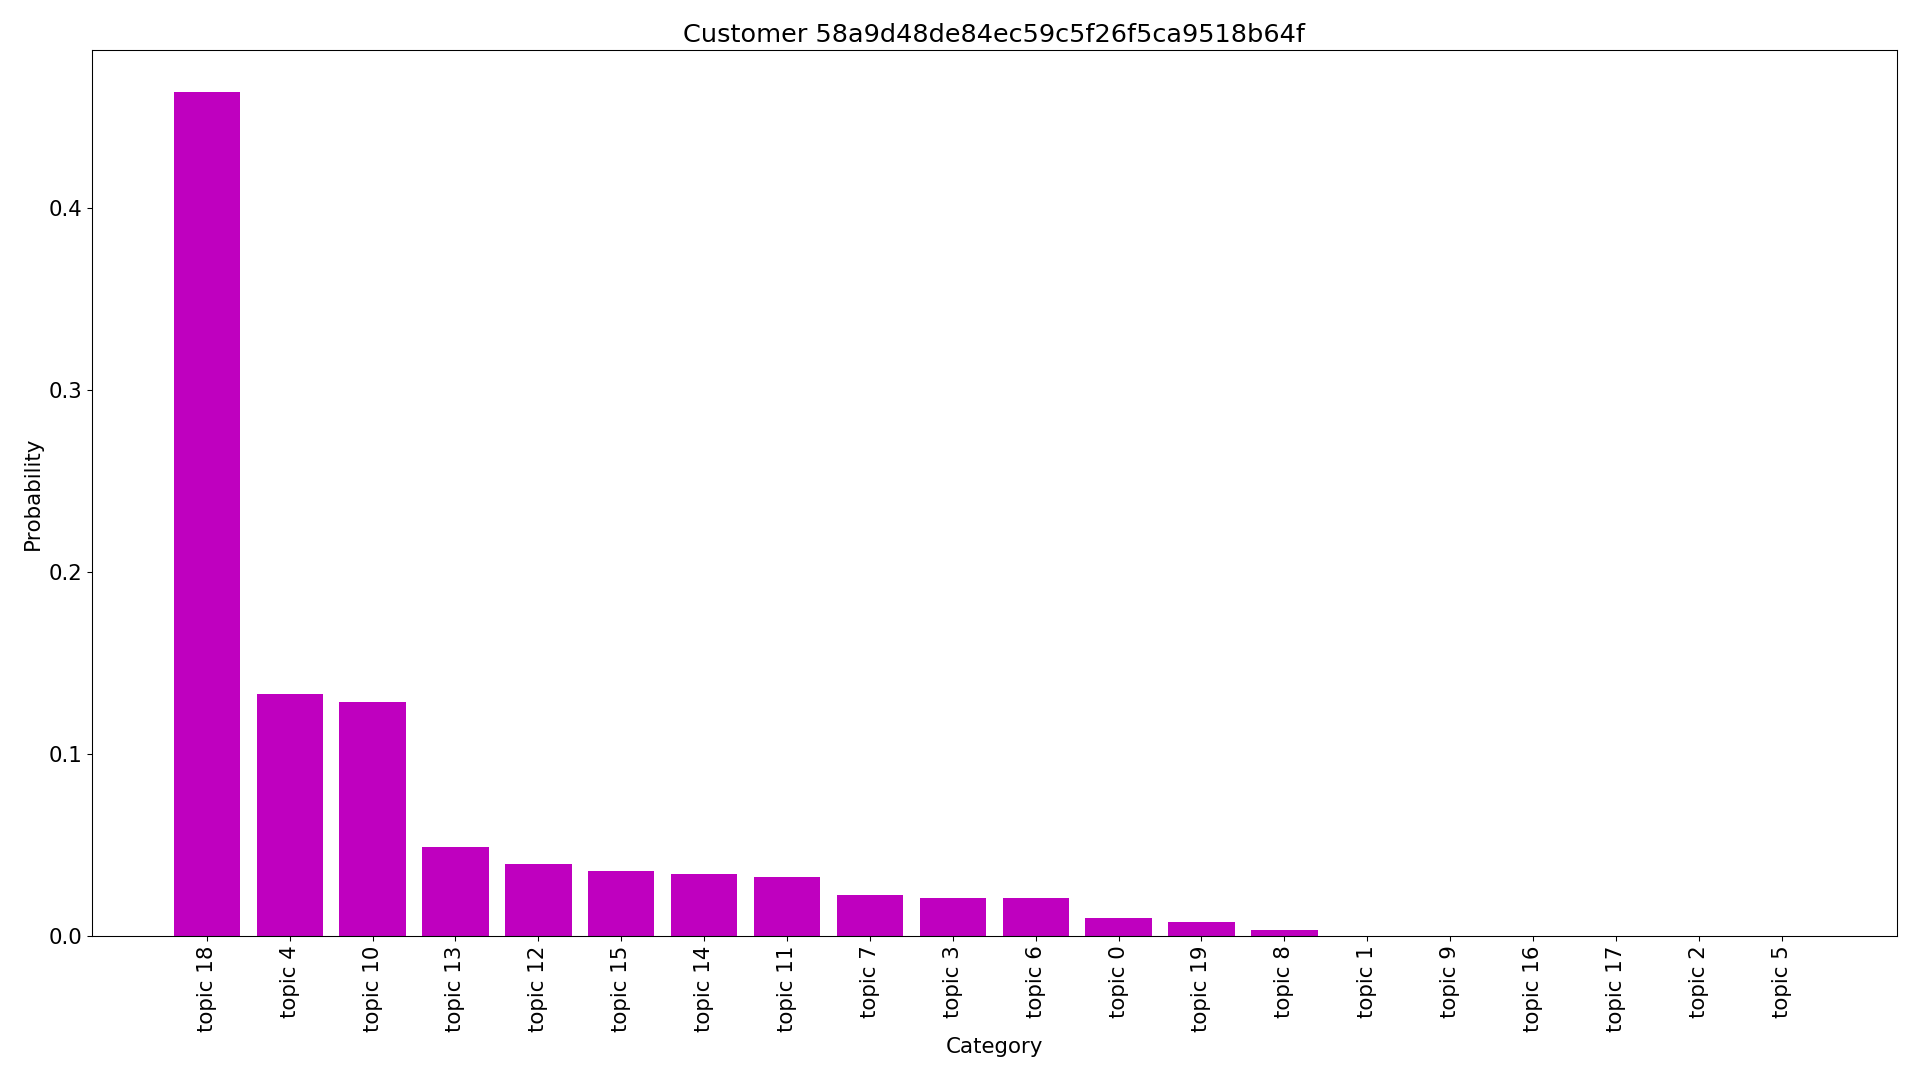 Customer 58a9d48de84ec59c5f26f5ca9518b64f
Probability
0.4
0.3
0.2
0.1
0.0
topic 18
topic 4
topic 10
topic 13
topic 12
topic 15
topic 14
topic 11
topic 7
topic 3
topic 6
topic 0
topic 19
topic 8
topic 1
topic 9
topic 16
topic 17
topic 2
topic 5
Category